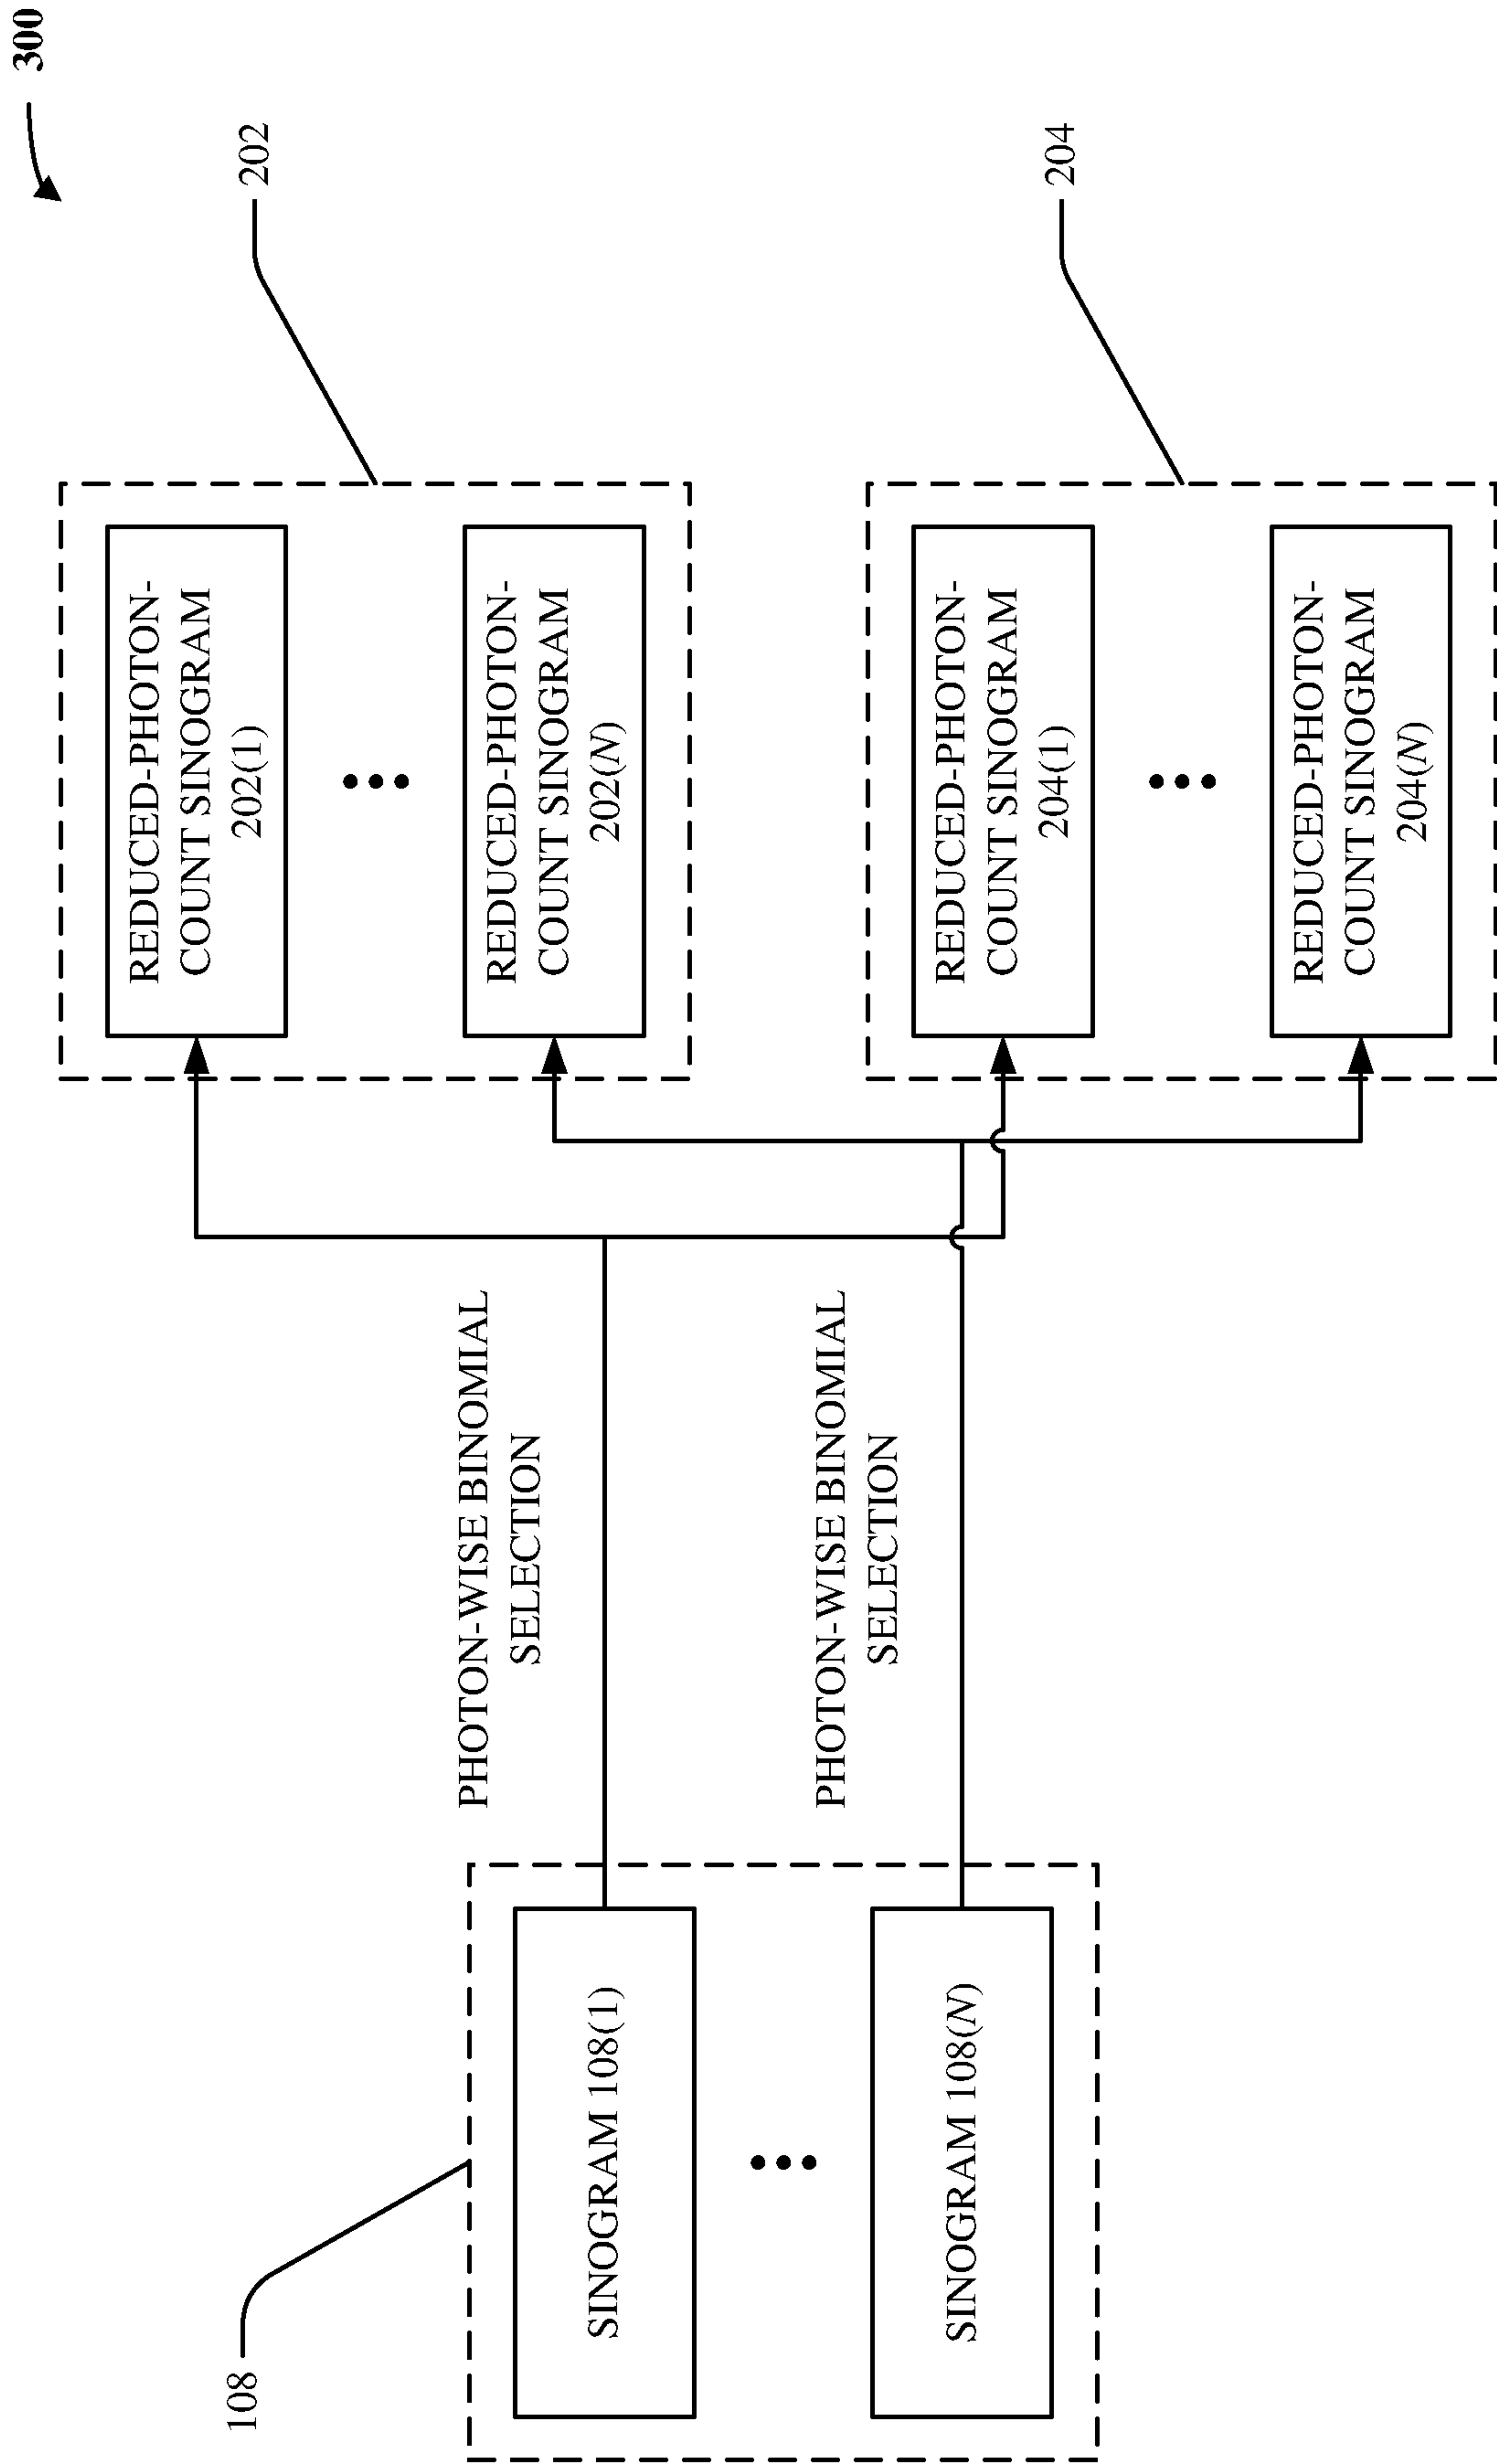 300
202
REDUCED-PHOTON-
COUNT SINOGRAM
202(1)
REDUCED-PHOTON-
COUNT SINOGRAM
202(N)
108
SINOGRAM 108(1)
PHOTON-WISE BINOMIAL
SELECTION
SINOGRAM 108(N)
PHOTON-WISE BINOMIAL
SELECTION
204
REDUCED-PHOTON-
COUNT SINOGRAM
204(1)
REDUCED-PHOTON-
COUNT SINOGRAM
204(N)